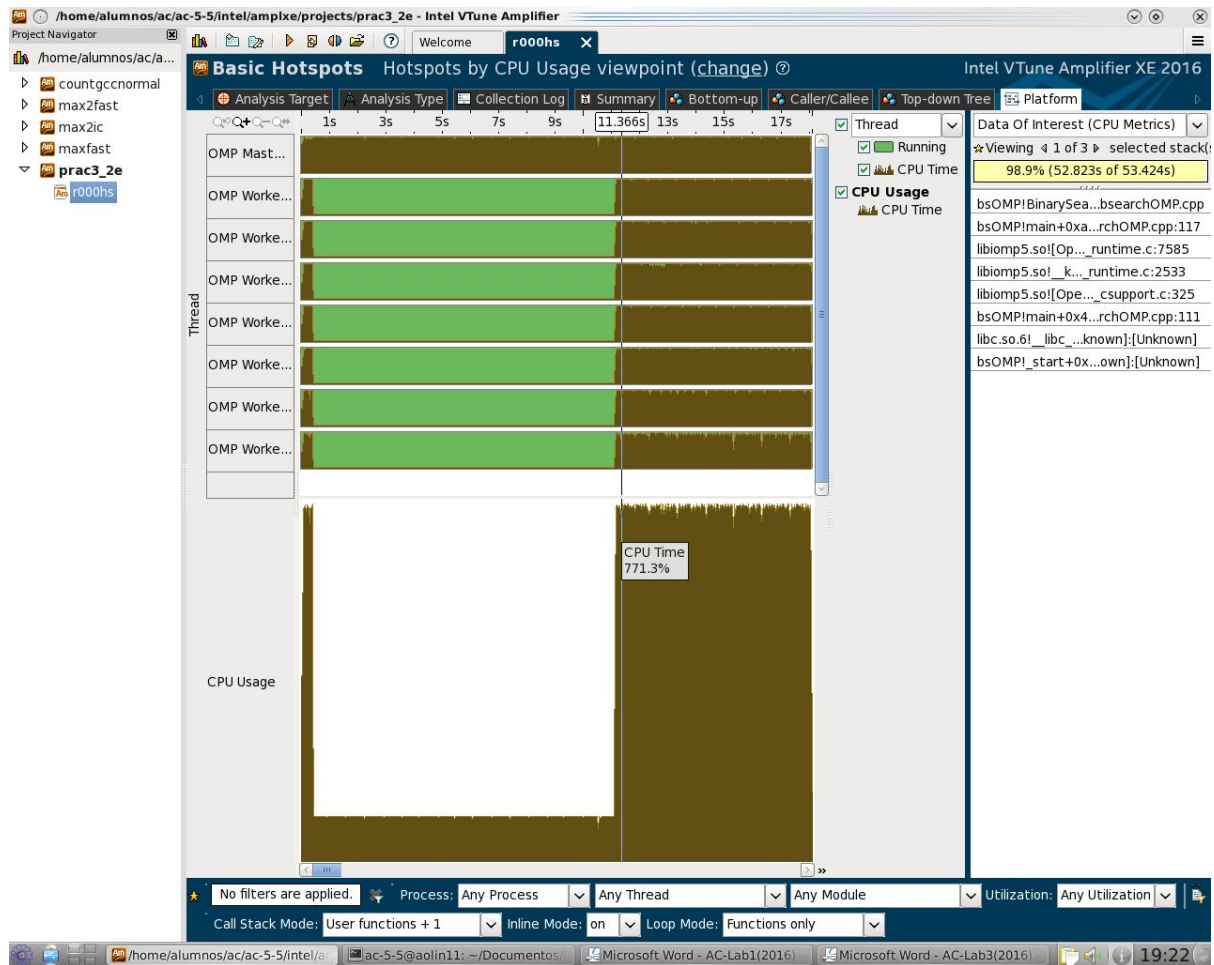 /home/alumnos/ac/ac-5-5/intel/amplxe/projects/prac3_2e - Intel VTune Amplifier
Project Navigator
/home/alumnos/ac/a...
countgccnormal
max2fast
max2ic
maxfast
prac3_2e
r000hs
Welcome
r000hs
Basic Hotspots Hotspots by CPU Usage viewpoint (change)
Intel VTune Amplifier XE 2016
Analysis Target
Analysis Type
Collection Log
Summary
Bottom-up
Caller/Callee
Top-down Tree
Platform
1s 3s 5s 7s 9s 11.366s 13s 15s 17s
Thread
OMP Mast...
OMP Worke...
OMP Worke...
OMP Worke...
OMP Worke...
OMP Worke...
OMP Worke...
OMP Worke...
CPU Time
771.3%
CPU Usage
Thread
Running
CPU Time
CPU Usage
CPU Time
Data Of Interest (CPU Metrics)
Viewing 1 of 3 selected stack(s
98.9% (52.823s of 53.424s)
bsOMP!BinarySea...bsearchOMP.cpp
bsOMP!main+0xa...rchOMP.cpp:117
libiomp5.so![Op..._runtime.c:7585
libiomp5.so!__k..._runtime.c:2533
libiomp5.so![Ope..._csupport.c:325
bsOMP!main+0x4...rchOMP.cpp:111
libc.so.6!__libc_...known]:[Unknown]
bsOMP!_start+0x...own]:[Unknown]
No filters are applied. Process: Any Process Any Thread Any Module Utilization: Any Utilization
Call Stack Mode: User functions + 1 Inline Mode: on Loop Mode: Functions only
/home/alumnos/ac/ac-5-5/intel/a
ac-5-5@aolin11: ~/Documentos/
Microsoft Word - AC-Lab1(2016)
Microsoft Word - AC-Lab3(2016)
19:22